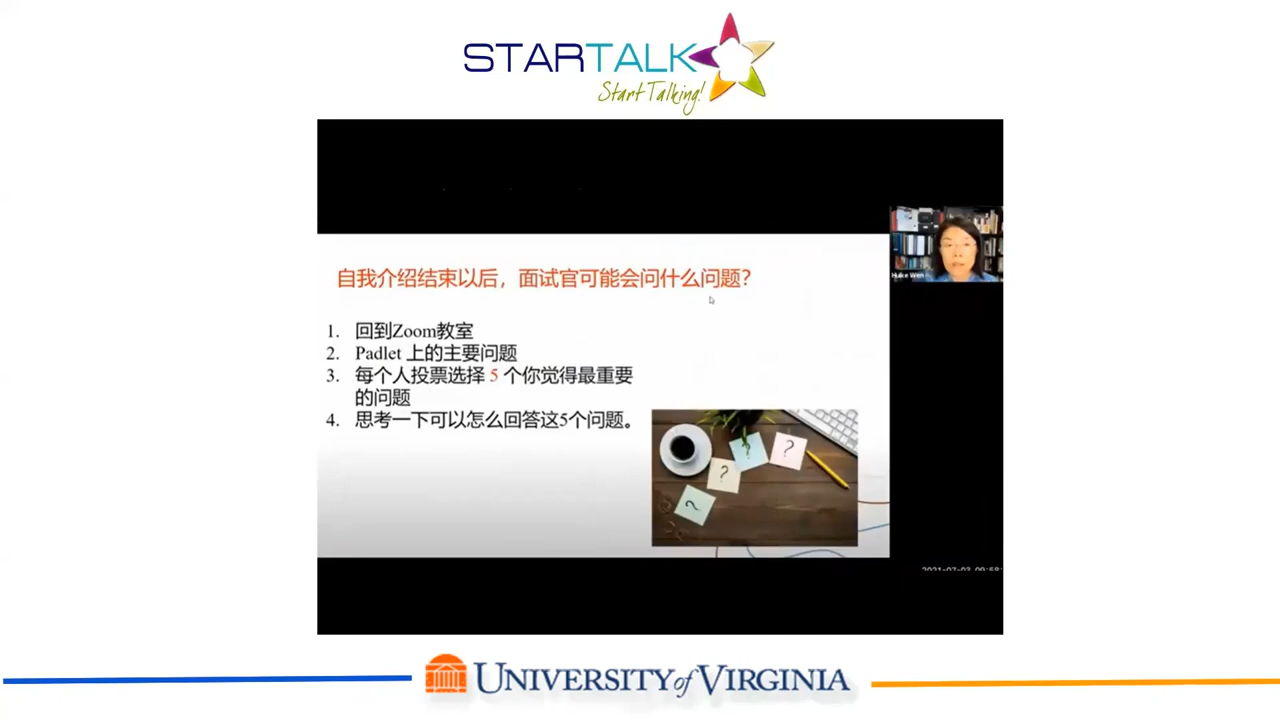 STARTALK
Start Talking!
自我介绍结束以后，面试官可能会问什么问题？
1. 回到Zoom教室
2. Padlet 上的主要问题
3. 每个人投票选择 5 个你觉得最重要
的问题
4. 思考一下可以怎么回答这5个问题。
? ? ? ?
Huike Wen
UNIVERSITY of VIRGINIA